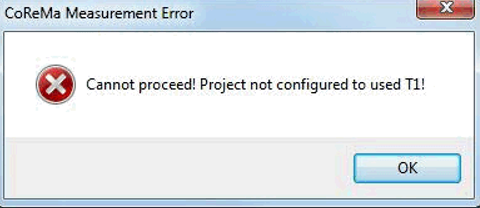 CoReMa Measurement Error
Cannot proceed! Project not configured to used T1!
OK